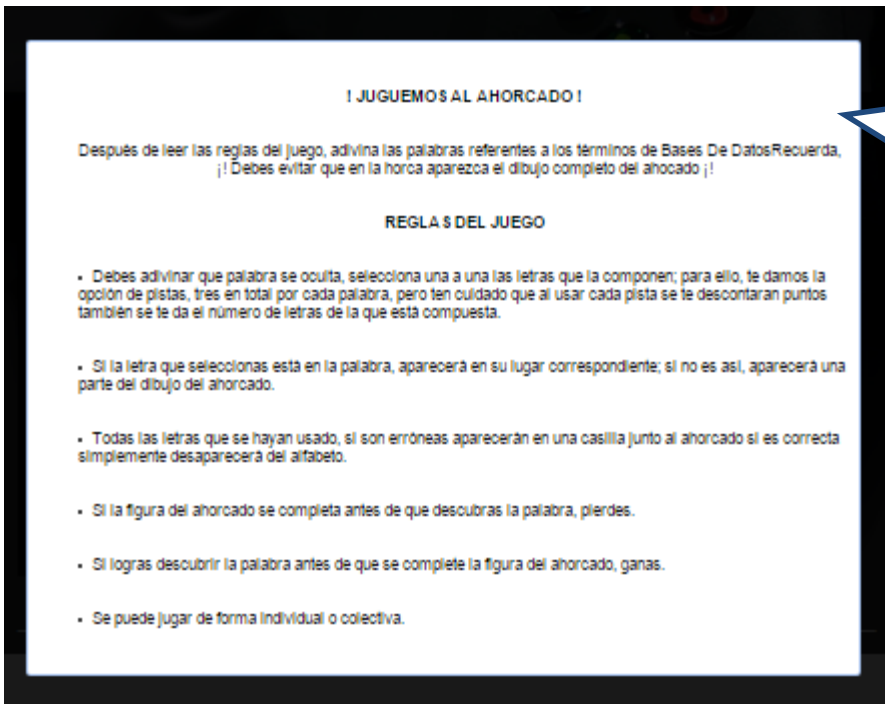 ! JUGUEMOS AL AHORCADO !
Después de leer las reglas del juego, adivina las palabras referentes a los términos de Bases De DatosRecuerda,
¡! Debes evitar que en la horca aparezca el dibujo completo del ahocado ¡!
REGLAS DEL JUEGO
• Debes adivinar que palabra se oculta, selecciona una a una las letras que la componen; para ello, te damos la
opción de pistas, tres en total por cada palabra, pero ten cuidado que al usar cada pista se te descontaran puntos
también se te da el número de letras de la que está compuesta.
• Si la letra que seleccionas está en la palabra, aparecerá en su lugar correspondiente; si no es así, aparecerá una
parte del dibujo del ahorcado.
• Todas las letras que se hayan usado, si son erróneas aparecerán en una casilla junto al ahorcado si es correcta
simplemente desaparecerá del alfabeto.
• Si la figura del ahorcado se completa antes de que descubras la palabra, pierdes.
• Si logras descubrir la palabra antes de que se complete la figura del ahorcado, ganas.
• Se puede jugar de forma individual o colectiva.